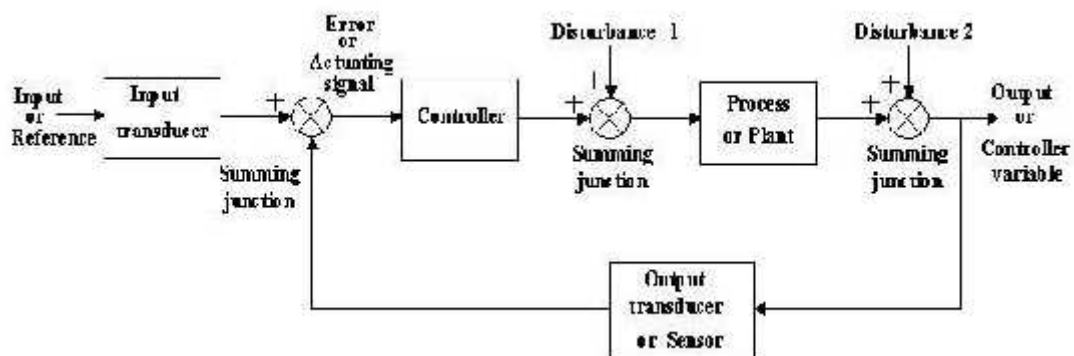 Input
or
Reference
Input
transducer
+
Error
or
Actuating
signal
Summing
junction
Controller
Disturbance 1
+
Summing
junction
Process
or Plant
Disturbance 2
+
+
Summing
junction
Output
or
Controller
variable
Output
transducer
or Sensor